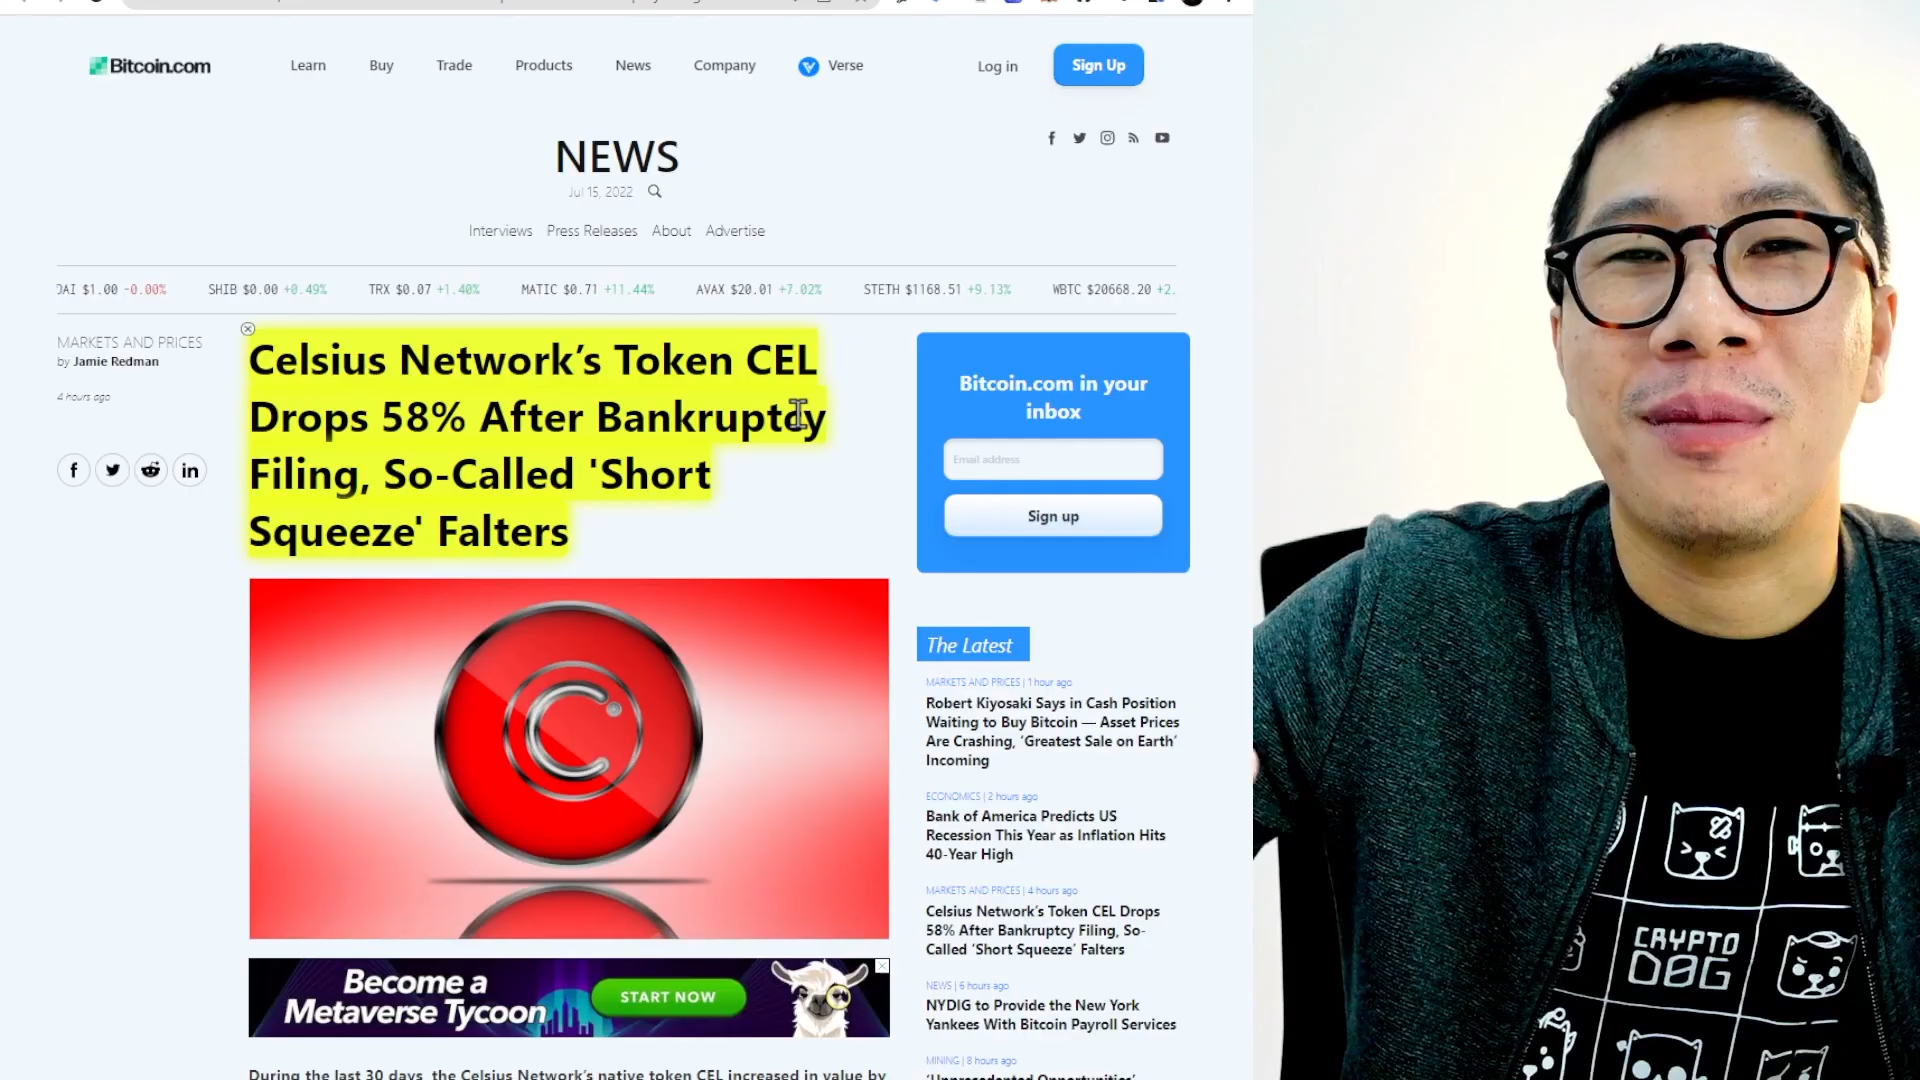 Bitcoin.com
Learn
Buy
Trade
Products
News
Company
Verse
Log in
Sign Up
NEWS
Jul 15, 2022
Interviews
Press Releases
About
Advertise
DAI $1.00 -0.00%
SHIB $0.00 +0.49%
TRX $0.07 +1.40%
MATIC $0.71 +11.44%
AVAX $20.01 +7.02%
STETH $1168.51 +9.13%
WBTC $20668.20 +2.
MARKETS AND PRICES
by Jamie Redman
4 hours ago
Celsius Network’s Token CEL
Drops 58% After Bankruptcy
Filing, So-Called 'Short
Squeeze' Falters
Become a
Metaverse Tycoon
START NOW
During the last 30 days, the Celsius Network’s native token CEL increased in value by
Bitcoin.com in your
inbox
Email address
Sign up
The Latest
MARKETS AND PRICES | 1 hour ago
Robert Kiyosaki Says in Cash Position
Waiting to Buy Bitcoin — Asset Prices
Are Crashing, ‘Greatest Sale on Earth’
Incoming
ECONOMICS | 2 hours ago
Bank of America Predicts US
Recession This Year as Inflation Hits
40-Year High
MARKETS AND PRICES | 4 hours ago
Celsius Network’s Token CEL Drops
58% After Bankruptcy Filing, So-
Called ‘Short Squeeze’ Falters
NEWS | 6 hours ago
NYDIG to Provide the New York
Yankees With Bitcoin Payroll Services
MINING | 8 hours ago
‘Unprecedented Opportunities’
CRYPTO
DOG